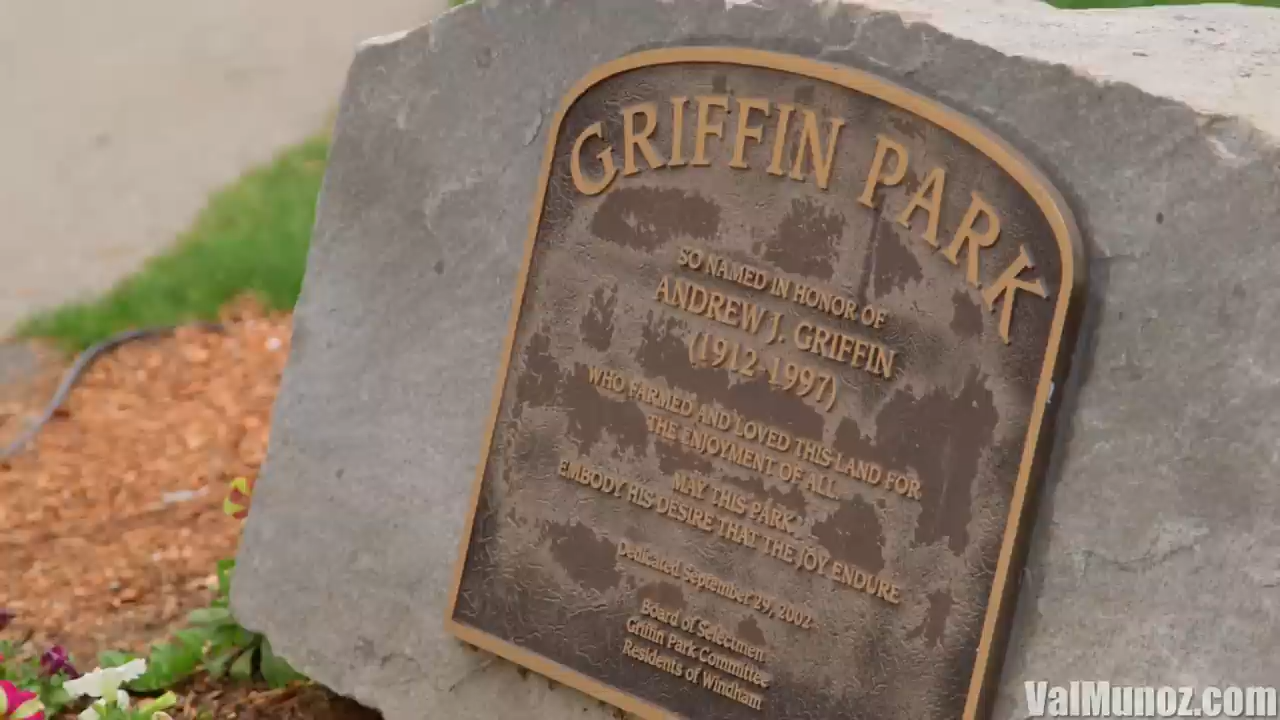 GRIFFIN PARK
SO NAMED IN HONOR OF
ANDREW J. GRIFFIN
(1912-1997)
WHO FARMED AND LOVED THIS LAND FOR
THE ENJOYMENT OF ALL.
MAY THIS PARK
EMBODY HIS DESIRE THAT THE JOY ENDURE
Dedicated September 29, 2002
Board of Selectmen
Griffin Park Committee
Residents of Windham
ValMunoz.com